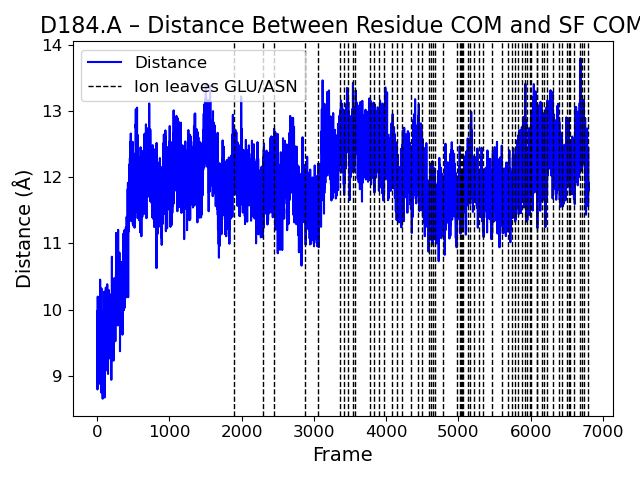 D184.A – Distance Between Residue COM and SF COM
Distance
Ion leaves GLU/ASN
Distance (Å)
14
13
12
11
10
9
0 1000 2000 3000 4000 5000 6000 7000
Frame